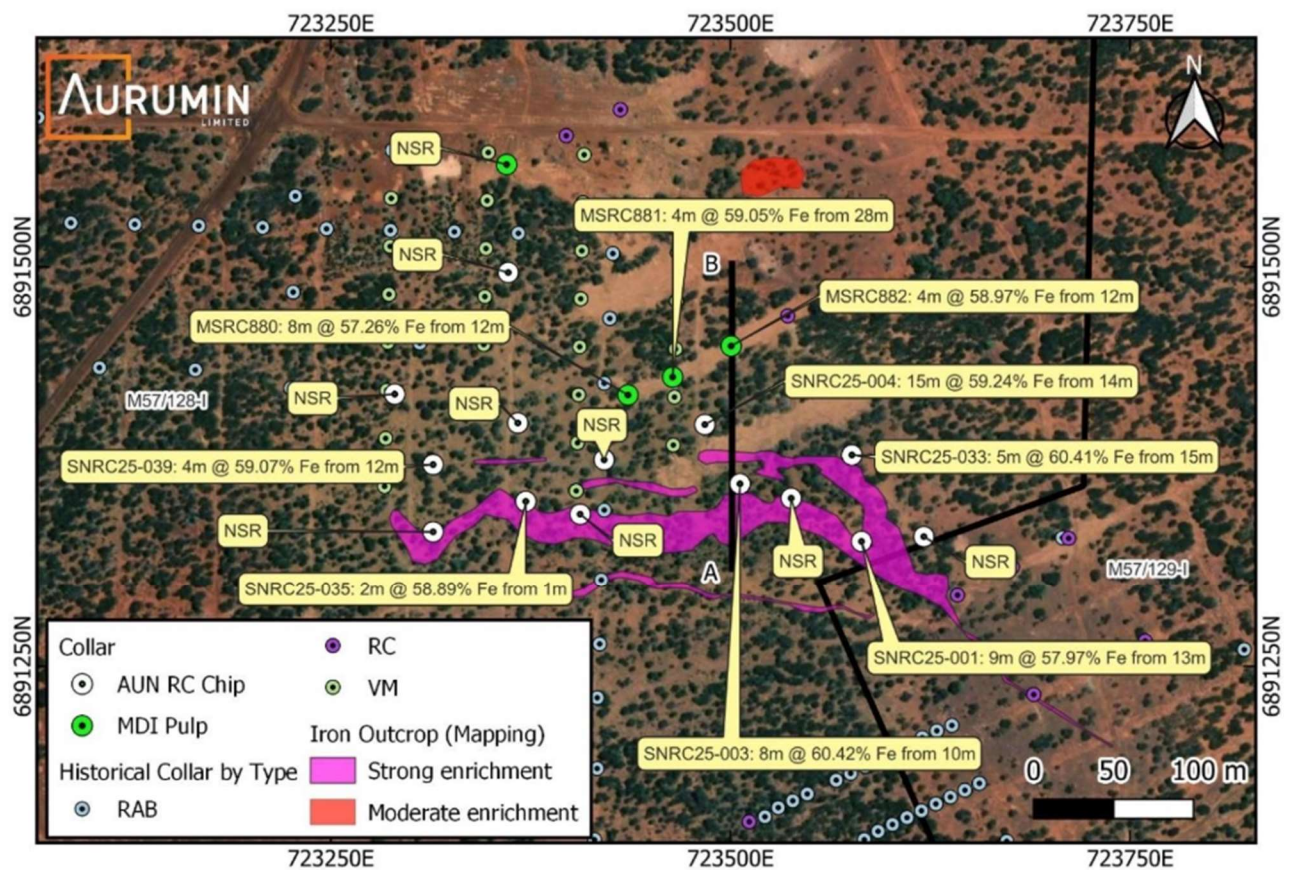 723250E
723500E
723750E
AURUMIN
LIMITED
N
NSR
NSR
MSRC881: 4m @ 59.05% Fe from 28m
6891500N
6891500N
B
MSRC882: 4m @ 58.97% Fe from 12m
MSRC880: 8m @ 57.26% Fe from 12m
SNRC25-004: 15m @ 59.24% Fe from 14m
M57/128-I
NSR
NSR
NSR
SNRC25-039: 4m @ 59.07% Fe from 12m
SNRC25-033: 5m @ 60.41% Fe from 15m
NSR
NSR
NSR
NSR
A
M57/129-I
SNRC25-035: 2m @ 58.89% Fe from 1m
SNRC25-001: 9m @ 57.97% Fe from 13m
6891250N
6891250N
SNRC25-003: 8m @ 60.42% Fe from 10m
Collar
AUN RC Chip
MDI Pulp
Historical Collar by Type
RAB
RC
VM
Iron Outcrop (Mapping)
Strong enrichment
Moderate enrichment
0 50 100 m
723250E
723500E
723750E